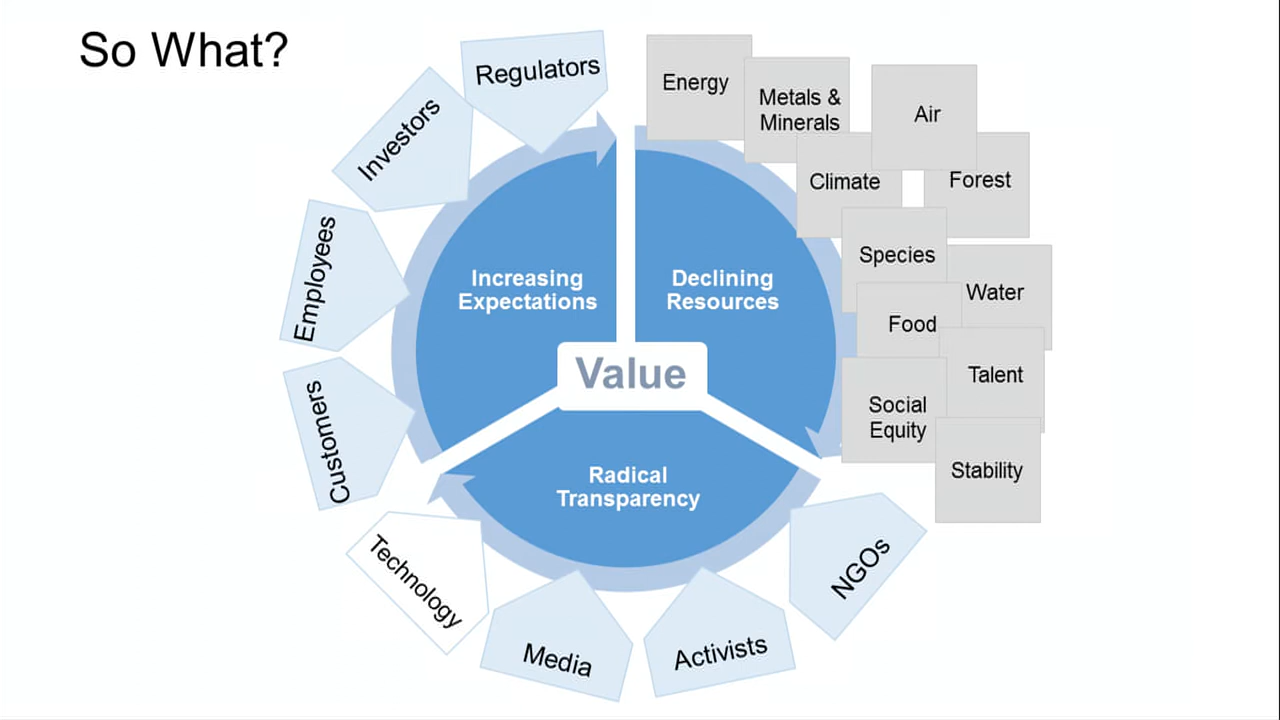 So What?
Regulators
Investors
Employees
Customers
Technology
Media
Activists
NGOs
Energy
Metals &
Minerals
Air
Climate
Forest
Species
Water
Food
Talent
Social
Equity
Stability
Increasing
Expectations
Declining
Resources
Value
Radical
Transparency